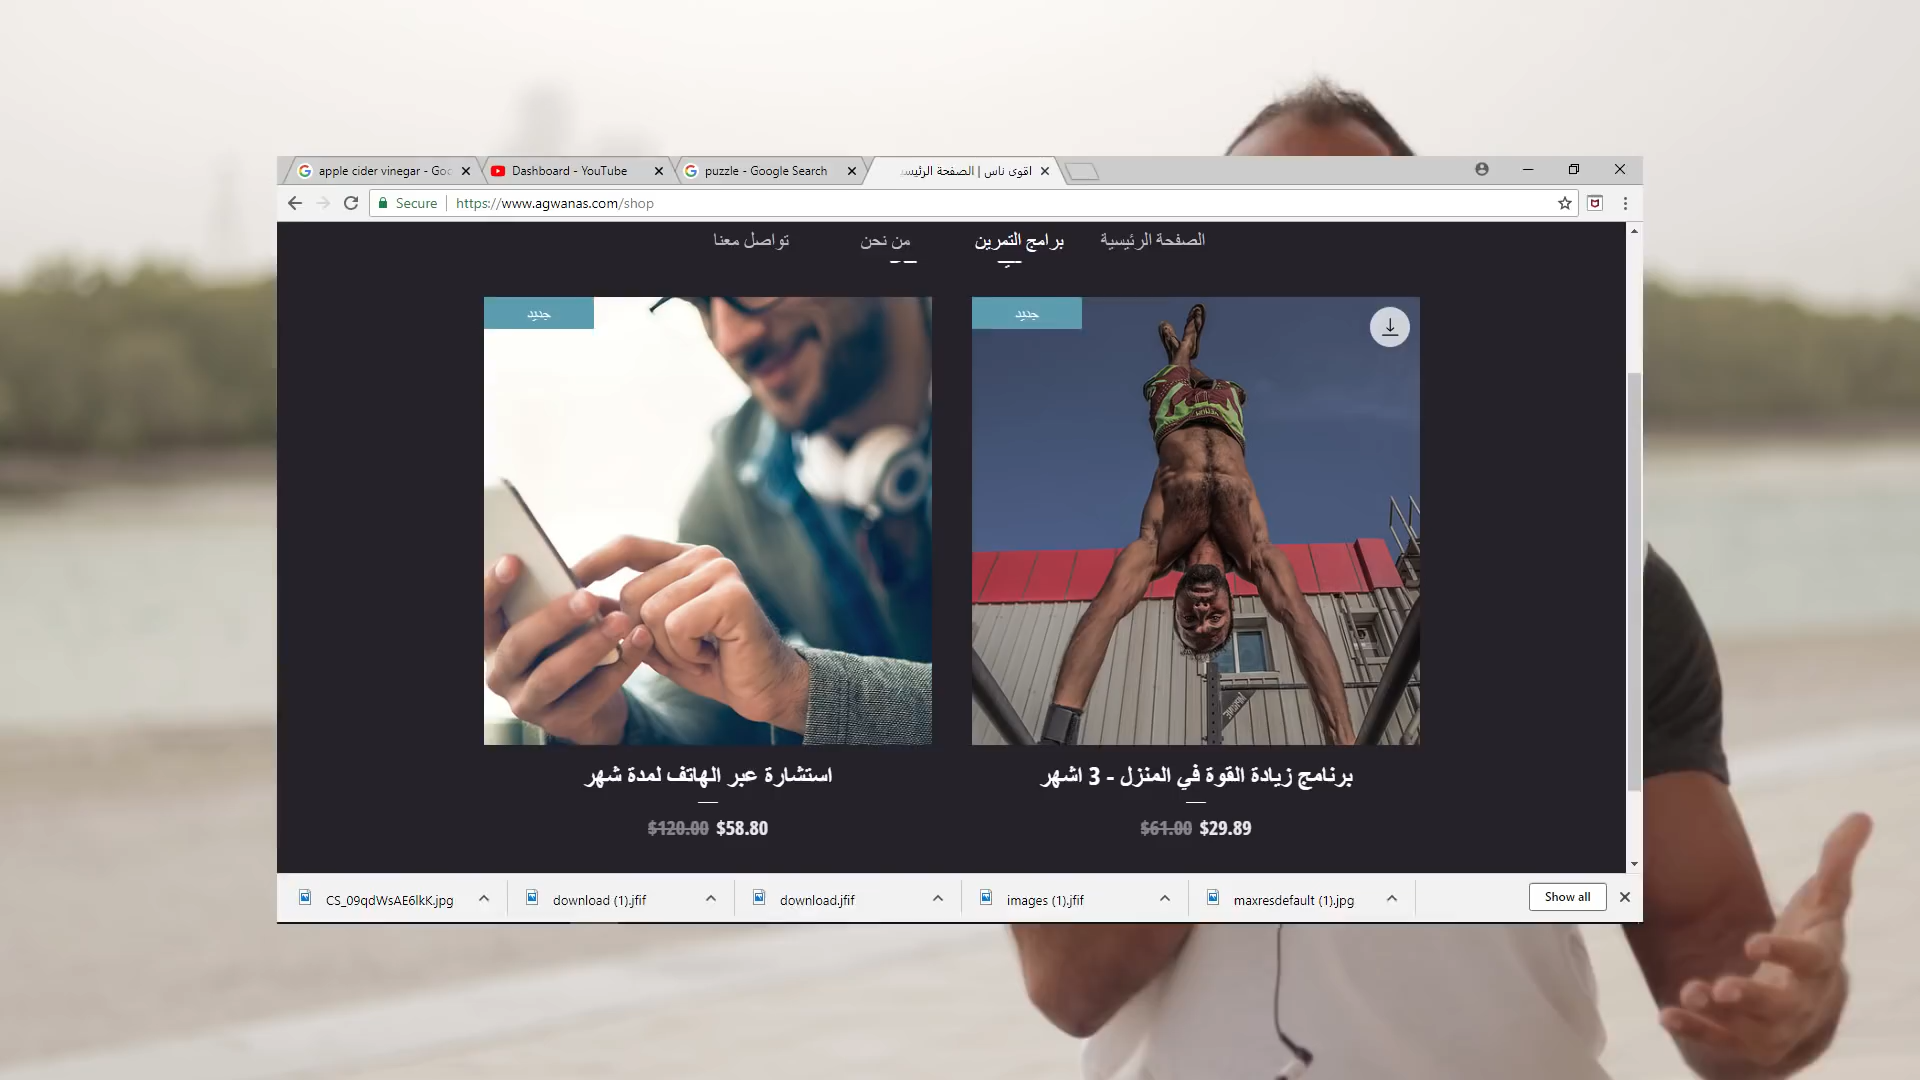 apple cider vinegar - Goo
Dashboard - YouTube
puzzle - Google Search
اقوى ناس | الصفحة الرئيس
Secure
https://www.agwanas.com/shop
الصفحة الرئيسية
برامج التمرين
من نحن
تواصل معنا
جديد
جديد
برنامج زيادة القوة في المنزل - 3 اشهر
$61.00 $29.89
استشارة عبر الهاتف لمدة شهر
$120.00 $58.80
CS_09qdWsAE6lkK.jpg
download (1).jfif
download.jfif
images (1).jfif
maxresdefault (1).jpg
Show all